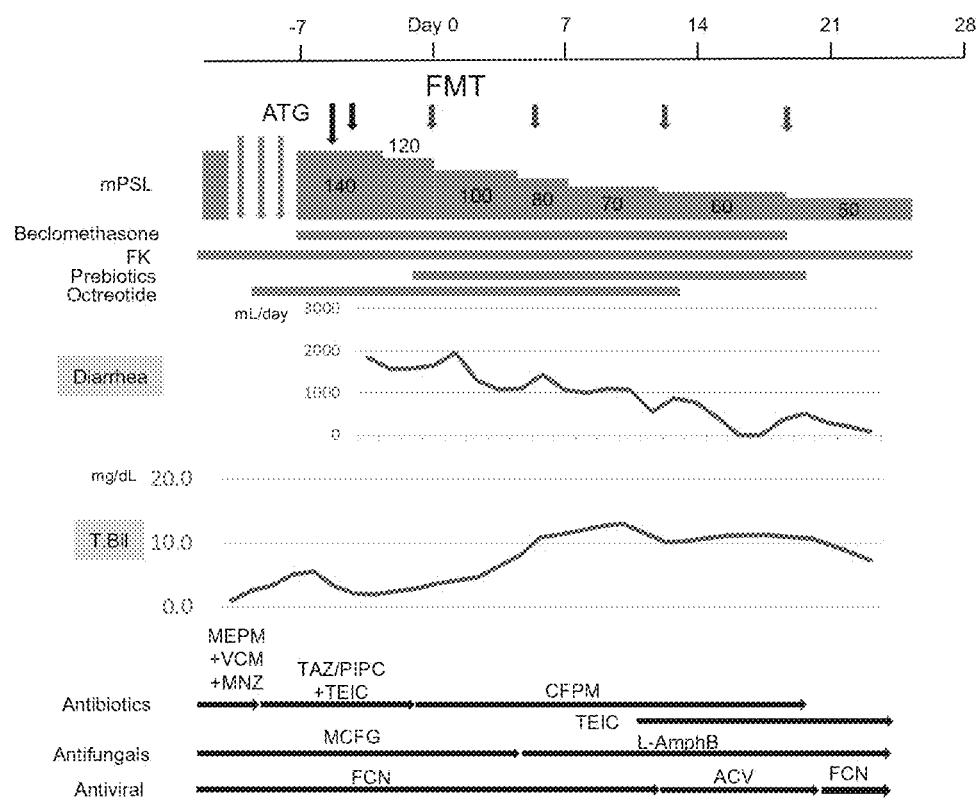 -7 Day 0 7 14 21 28
FMT
ATG
120
mPSL 140 100 80 70 60 50
Beclomethasone
FK
Prebiotics
Octreotide
mL/day 3000
2000
Diarrhea
1000
0
mg/dL 20.0
T.Bil 10.0
0.0
MEPM
+VCM
+MNZ
TAZ/PIPC
+TEIC
CFPM
Antibiotics
TEIC
MCFG
L-AmphB
Antifungals
FCN ACV FCN
Antiviral